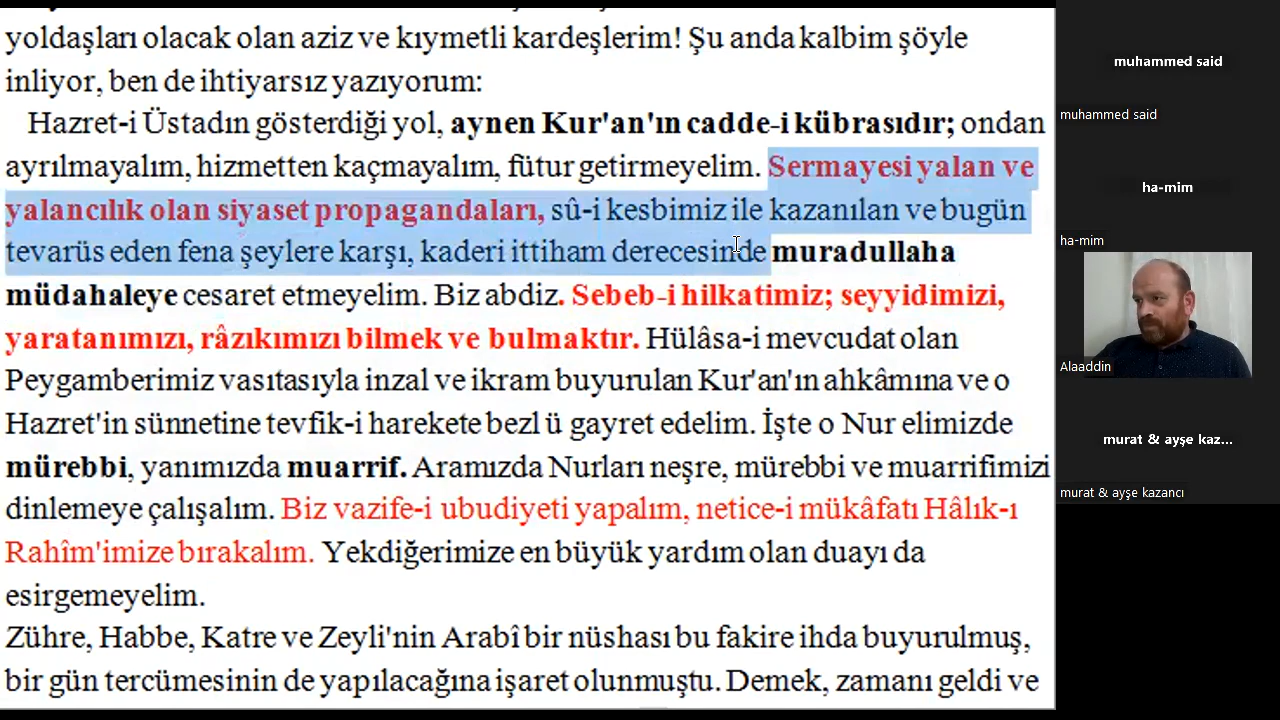 yoldaşları olacak olan aziz ve kıymetli kardeşlerim! Şu anda kalbim şöyle
inliyor, ben de ihtiyarsız yazıyorum:
Hazret-i Üstadın gösterdiği yol, aynen Kur'an'ın cadde-i kübrasıdır; ondan
ayrılmayalım, hizmetten kaçmayalım, fütur getirmeyelim. Sermayesi yalan ve
yalancılık olan siyaset propagandaları, sû-i kesbimiz ile kazanılan ve bugün
tevarüs eden fena şeylere karşı, kaderi ittiham derecesinde muradullaha
müdahaleye cesaret etmeyelim. Biz abdiz. Sebeb-i hilkatimiz; seyyidimizi,
yaratanımızı, râzıkımızı bilmek ve bulmaktır. Hülâsa-i mevcudat olan
Peygamberimiz vasıtasıyla inzal ve ikram buyurulan Kur'an'ın ahkâmına ve o
Hazret'in sünnetine tevfik-i harekete bezl ü gayret edelim. İşte o Nur elimizde
mürebbi, yanımızda muarrif. Aramızda Nurları neşre, mürebbi ve muarrifimizi
dinlemeye çalışalım. Biz vazife-i ubudiyeti yapalım, netice-i mükâfatı Hâlık-ı
Rahîm'imize bırakalım. Yekdiğerimize en büyük yardım olan duayı da
esirgemeyelim.
Zühre, Habbe, Katre ve Zeyli'nin Arabî bir nüshası bu fakire ihda buyurulmuş,
bir gün tercümesinin de yapılacağına işaret olunmuştu. Demek, zamanı geldi ve
muhammed said
muhammed said
ha-mim
ha-mim
Alaaddin
murat & ayşe kaz...
murat & ayşe kazancı